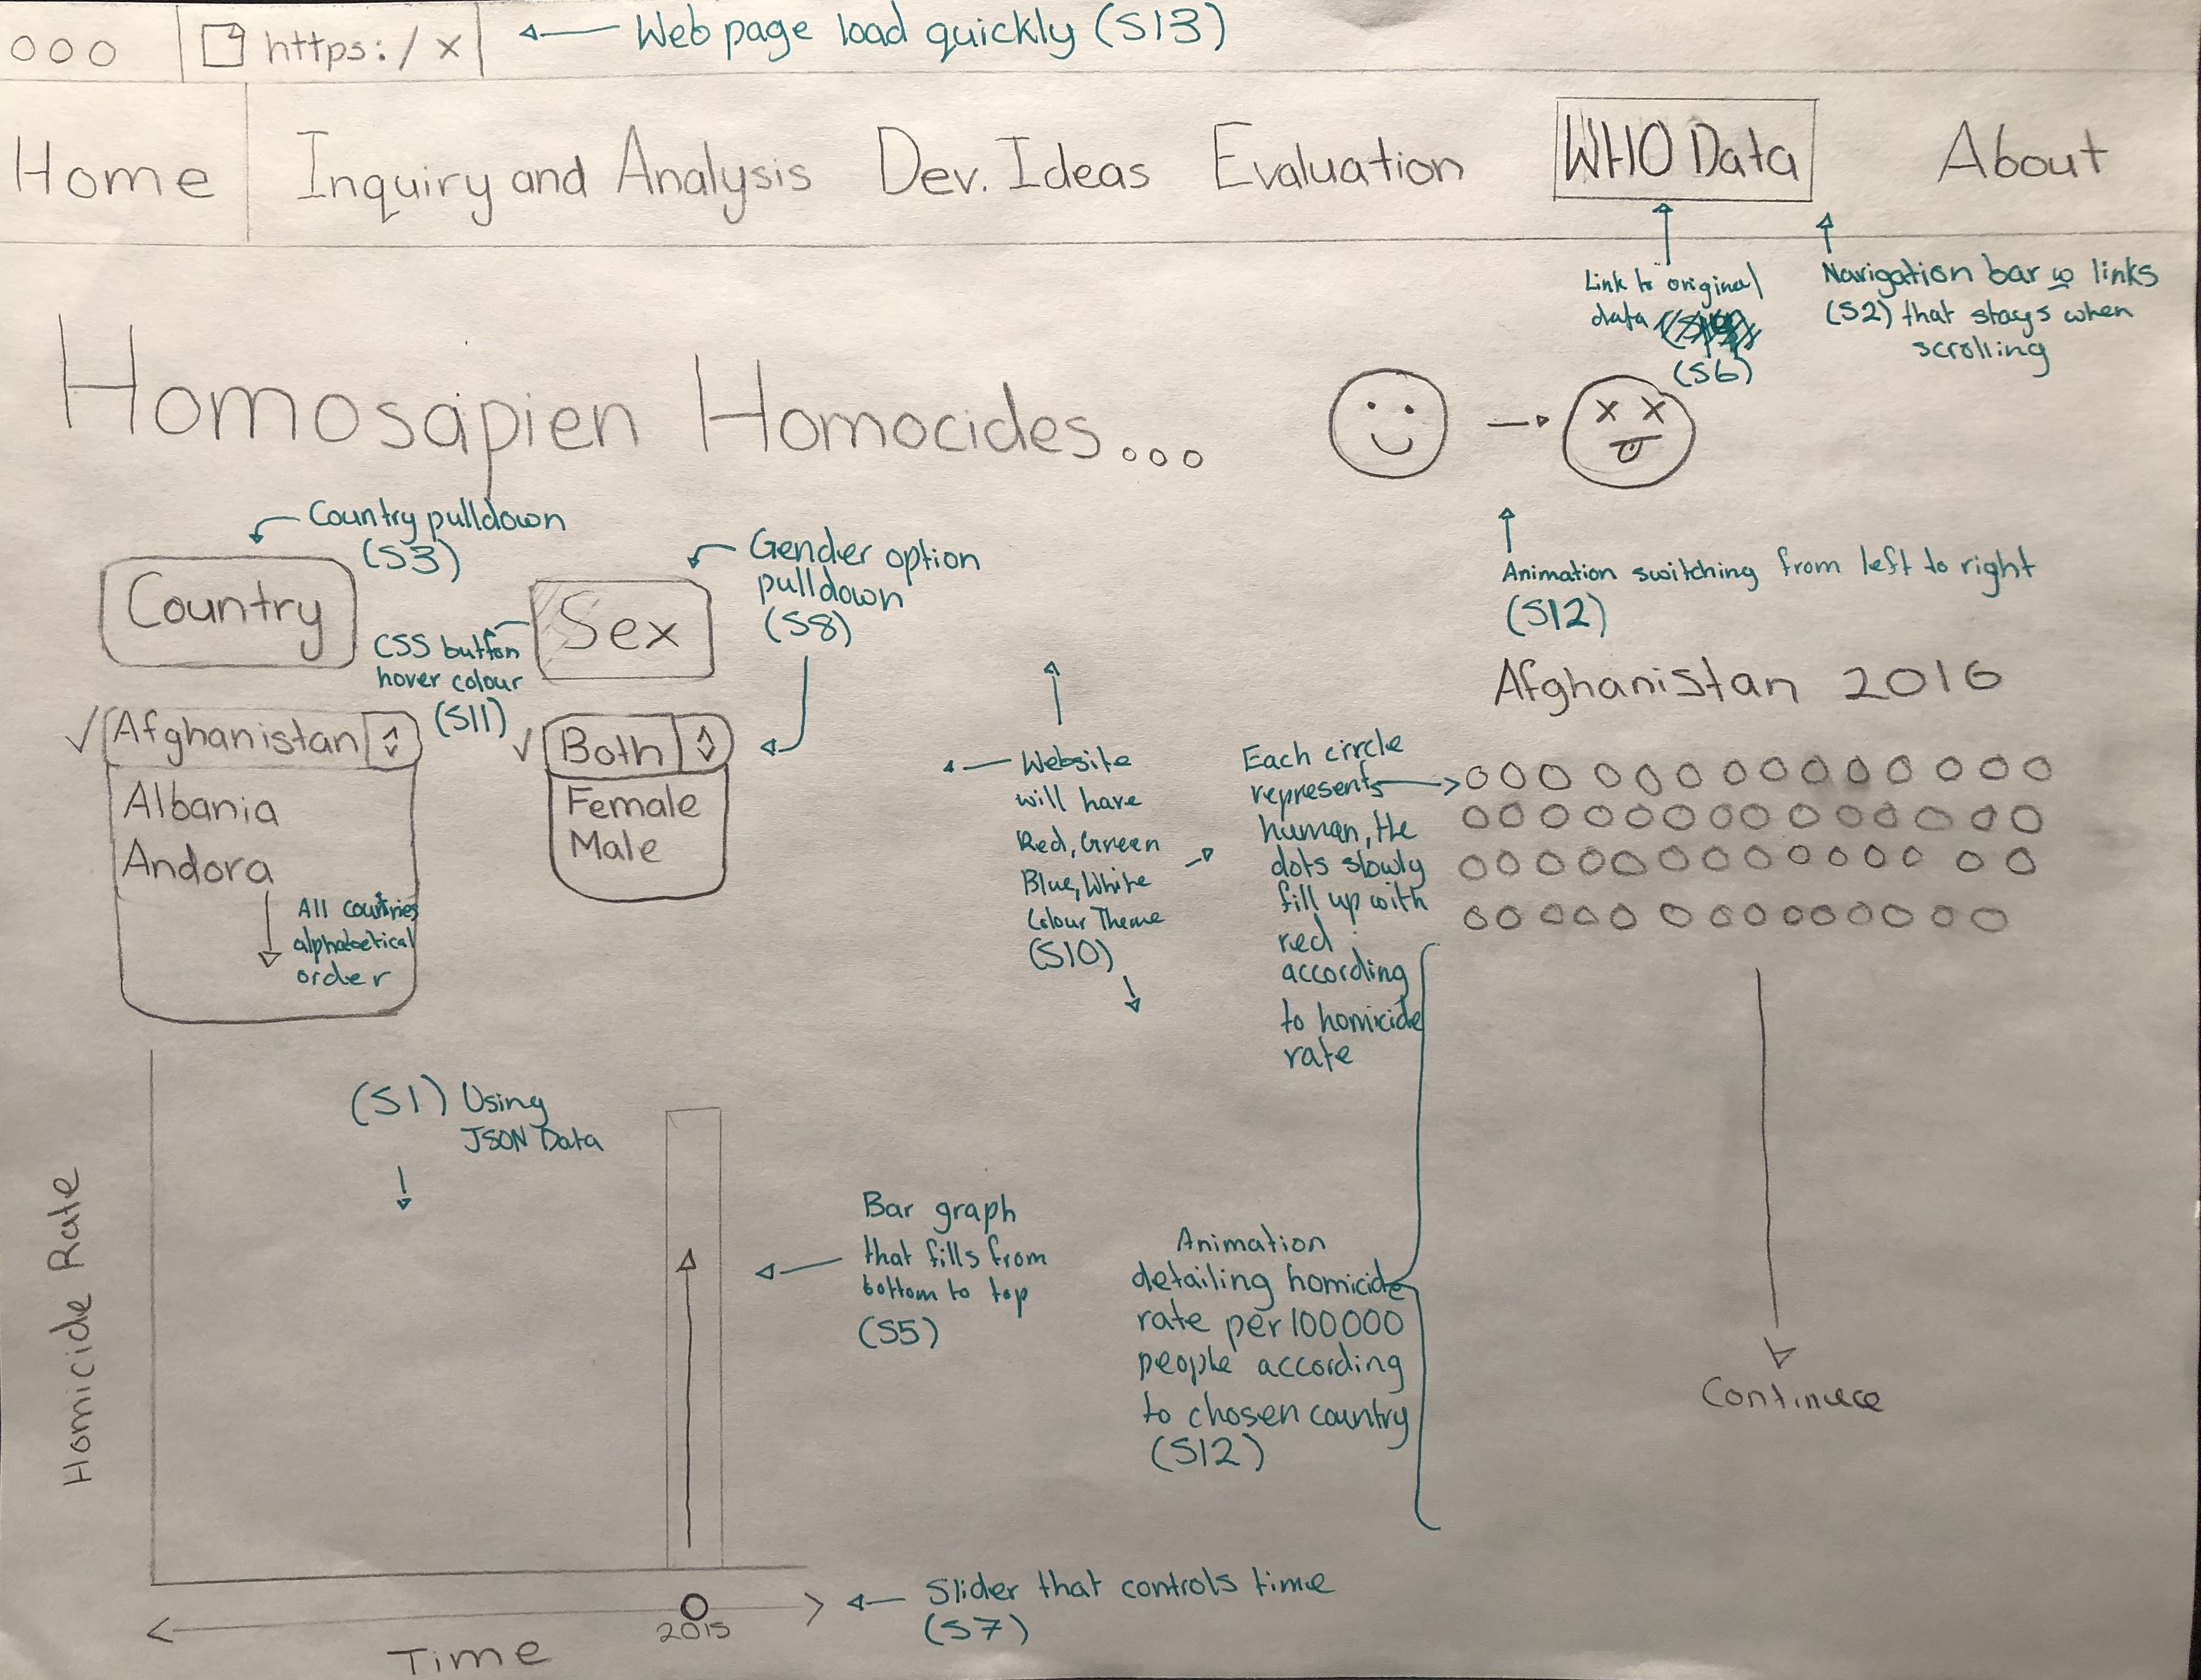 https:/ x
Web page load quickly (S13)
Home
Inquiry and Analysis
Dev. Ideas
Evaluation
WHO Data
About
Link to original
data
(S6)
Navigation bar w links
(S2) that stays when
scrolling
Homosapien Homocides...
x x
Country pulldown
(S3)
Gender option
pulldown
(S8)
Animation switching from left to right
(S12)
Country
CSS button
hover colour
(S11)
Sex
Afghanistan
Albania
Andora
All countries
alphabetical
order
Both
Female
Male
Website
will have
Red, Green
Blue, White
Colour Theme
(S10)
Each circle
represents
human, the
dots slowly
fill up with
red
according
to homicide
rate
Afghanistan 2016
(S1) Using
JSON Data
Homicide Rate
Bar graph
that fills from
bottom to top
(S5)
Animation
detailing homicide
rate per 100000
people according
to chosen country
(S12)
Slider that controls time
(S7)
2015
Time